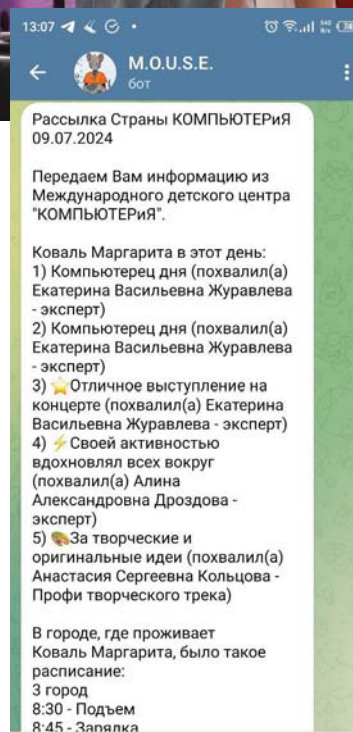 13:07
M.O.U.S.E.
бот
Рассылка Страны КОМПЬЮТЕРиЯ
09.07.2024
Передаем Вам информацию из
Международного детского центра
"КОМПЬЮТЕРиЯ".
Коваль Маргарита в этот день:
1) Компьютерец дня (похвалил(а)
Екатерина Васильевна Журавлева
- эксперт)
2) Компьютерец дня (похвалил(а)
Екатерина Васильевна Журавлева
- эксперт)
3) ⭐Отличное выступление на
концерте (похвалил(а) Екатерина
Васильевна Журавлева - эксперт)
4) ⚡Своей активностью
вдохновлял всех вокруг
(похвалил(а) Алина
Александровна Дроздова -
эксперт)
5) 🎨За творческие и
оригинальные идеи (похвалил(а)
Анастасия Сергеевна Кольцова -
Профи творческого трека)
В городе, где проживает
Коваль Маргарита, было такое
расписание:
3 город
8:30 - Подъем
8:45 - Зарядка